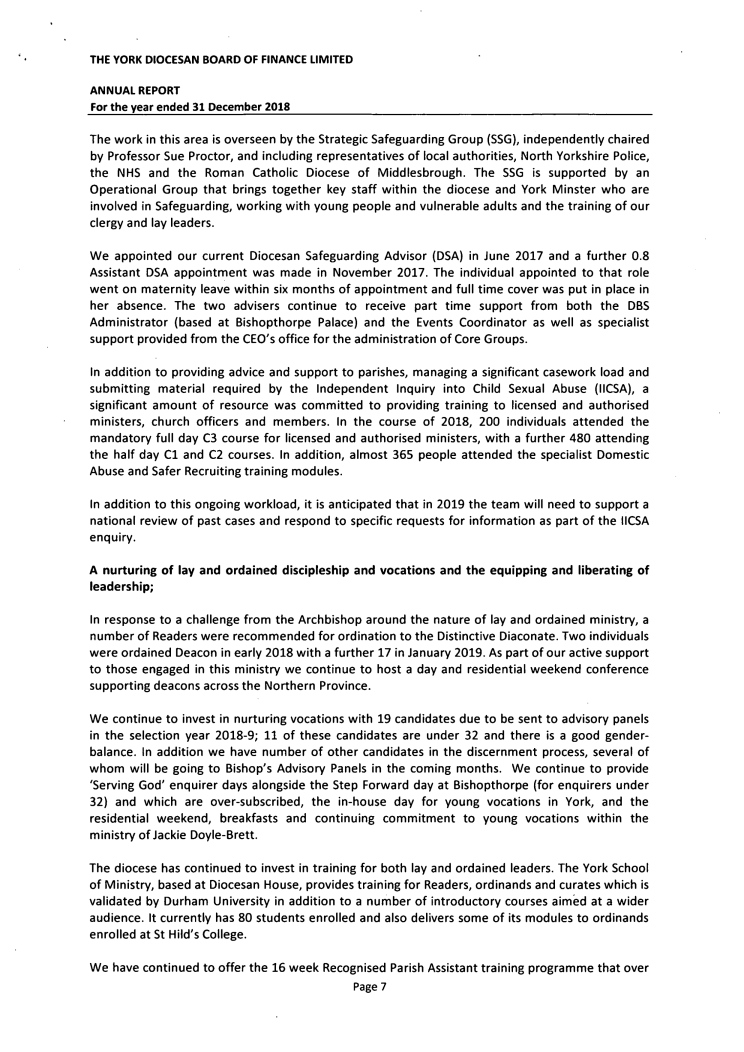 THE YORK DIOCESAN BOARD OF FINANCE LIMITED
ANNUAL REPORT
For the year ended 31 December 2018
The work in this area is overseen by the Strategic Safeguarding Group (SSG), independently chaired
by Professor Sue Proctor, and including representatives of local authorities, North Yorkshire Police,
the NHS and the Roman Catholic Diocese of Middlesbrough. The SSG is supported by an
Operational Group that brings together key staff within the diocese and York Minster who are
involved in Safeguarding, working with young people and vulnerable adults and the training of our
clergy and lay leaders.
We appointed our current Diocesan Safeguarding Advisor (DSA) in June 2017 and a further 0.8
Assistant DSA appointment was made in November 2017. The individual appointed to that role
went on maternity leave within six months of appointment and full time cover was put in place in
her absence. The two advisers continue to receive part time support from both the DBS
Administrator (based at Bishopthorpe Palace) and the Events Coordinator as well as specialist
support provided from the CEO's office for the administration of Core Groups.
In addition to providing advice and support to parishes, managing a significant casework load and
submitting material required by the Independent Inquiry into Child Sexual Abuse (IICSA), a
significant amount of resource was committed to providing training to licensed and authorised
ministers, church officers and members. In the course of 2018, 200 individuals attended the
mandatory full day C3 course for licensed and authorised ministers, with a further 480 attending
the half day C1 and C2 courses. In addition, almost 365 people attended the specialist Domestic
Abuse and Safer Recruiting training modules.
In addition to this ongoing workload, it is anticipated that in 2019 the team will need to support a
national review of past cases and respond to specific requests for information as part of the IICSA
enquiry.
A nurturing of lay and ordained discipleship and vocations and the equipping and liberating of
leadership;
In response to a challenge from the Archbishop around the nature of lay and ordained ministry, a
number of Readers were recommended for ordination to the Distinctive Diaconate. Two individuals
were ordained Deacon in early 2018 with a further 17 in January 2019. As part of our active support
to those engaged in this ministry we continue to host a day and residential weekend conference
supporting deacons across the Northern Province.
We continue to invest in nurturing vocations with 19 candidates due to be sent to advisory panels
in the selection year 2018-9; 11 of these candidates are under 32 and there is a good gender-
balance. In addition we have number of other candidates in the discernment process, several of
whom will be going to Bishop's Advisory Panels in the coming months. We continue to provide
'Serving God' enquirer days alongside the Step Forward day at Bishopthorpe (for enquirers under
32) and which are over-subscribed, the in-house day for young vocations in York, and the
residential weekend, breakfasts and continuing commitment to young vocations within the
ministry of Jackie Doyle-Brett.
The diocese has continued to invest in training for both lay and ordained leaders. The York School
of Ministry, based at Diocesan House, provides training for Readers, ordinands and curates which is
validated by Durham University in addition to a number of introductory courses aimed at a wider
audience. It currently has 80 students enrolled and also delivers some of its modules to ordinands
enrolled at St Hild's College.
We have continued to offer the 16 week Recognised Parish Assistant training programme that over
Page 7